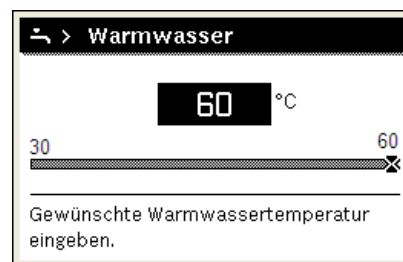 > Warmwasser
60 °C
30 60
Gewünschte Warmwassertemperatur
eingeben.